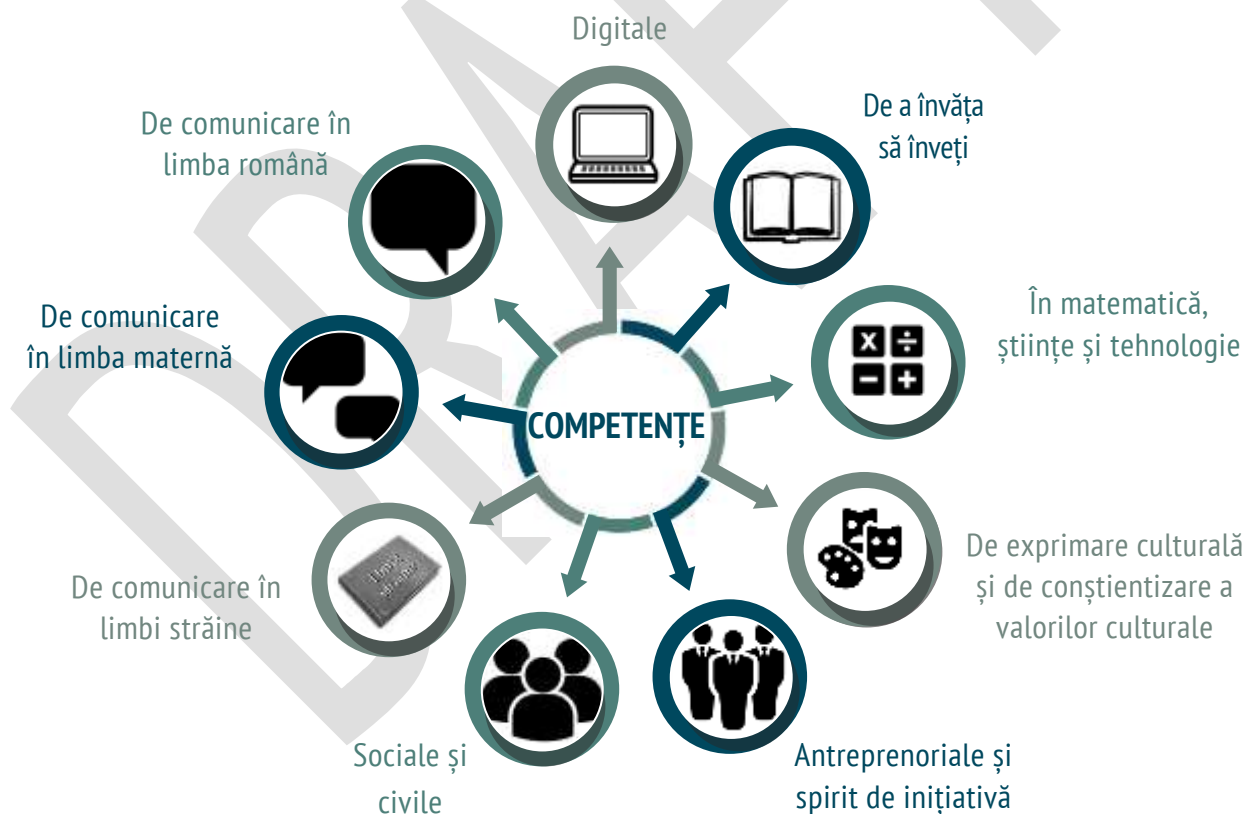 Digitale
De a învăța
să înveți
De comunicare în
limba română
În matematică,
științe și tehnologie
De comunicare
în limba maternă
COMPETENȚE
De exprimare culturală
și de conștientizare a
valorilor culturale
De comunicare în
limbi străine
Sociale și
civile
Antreprenoriale și
spirit de inițiativă